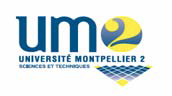 um2
UNIVERSITÉ MONTPELLIER 2
SCIENCES ET TECHNIQUES